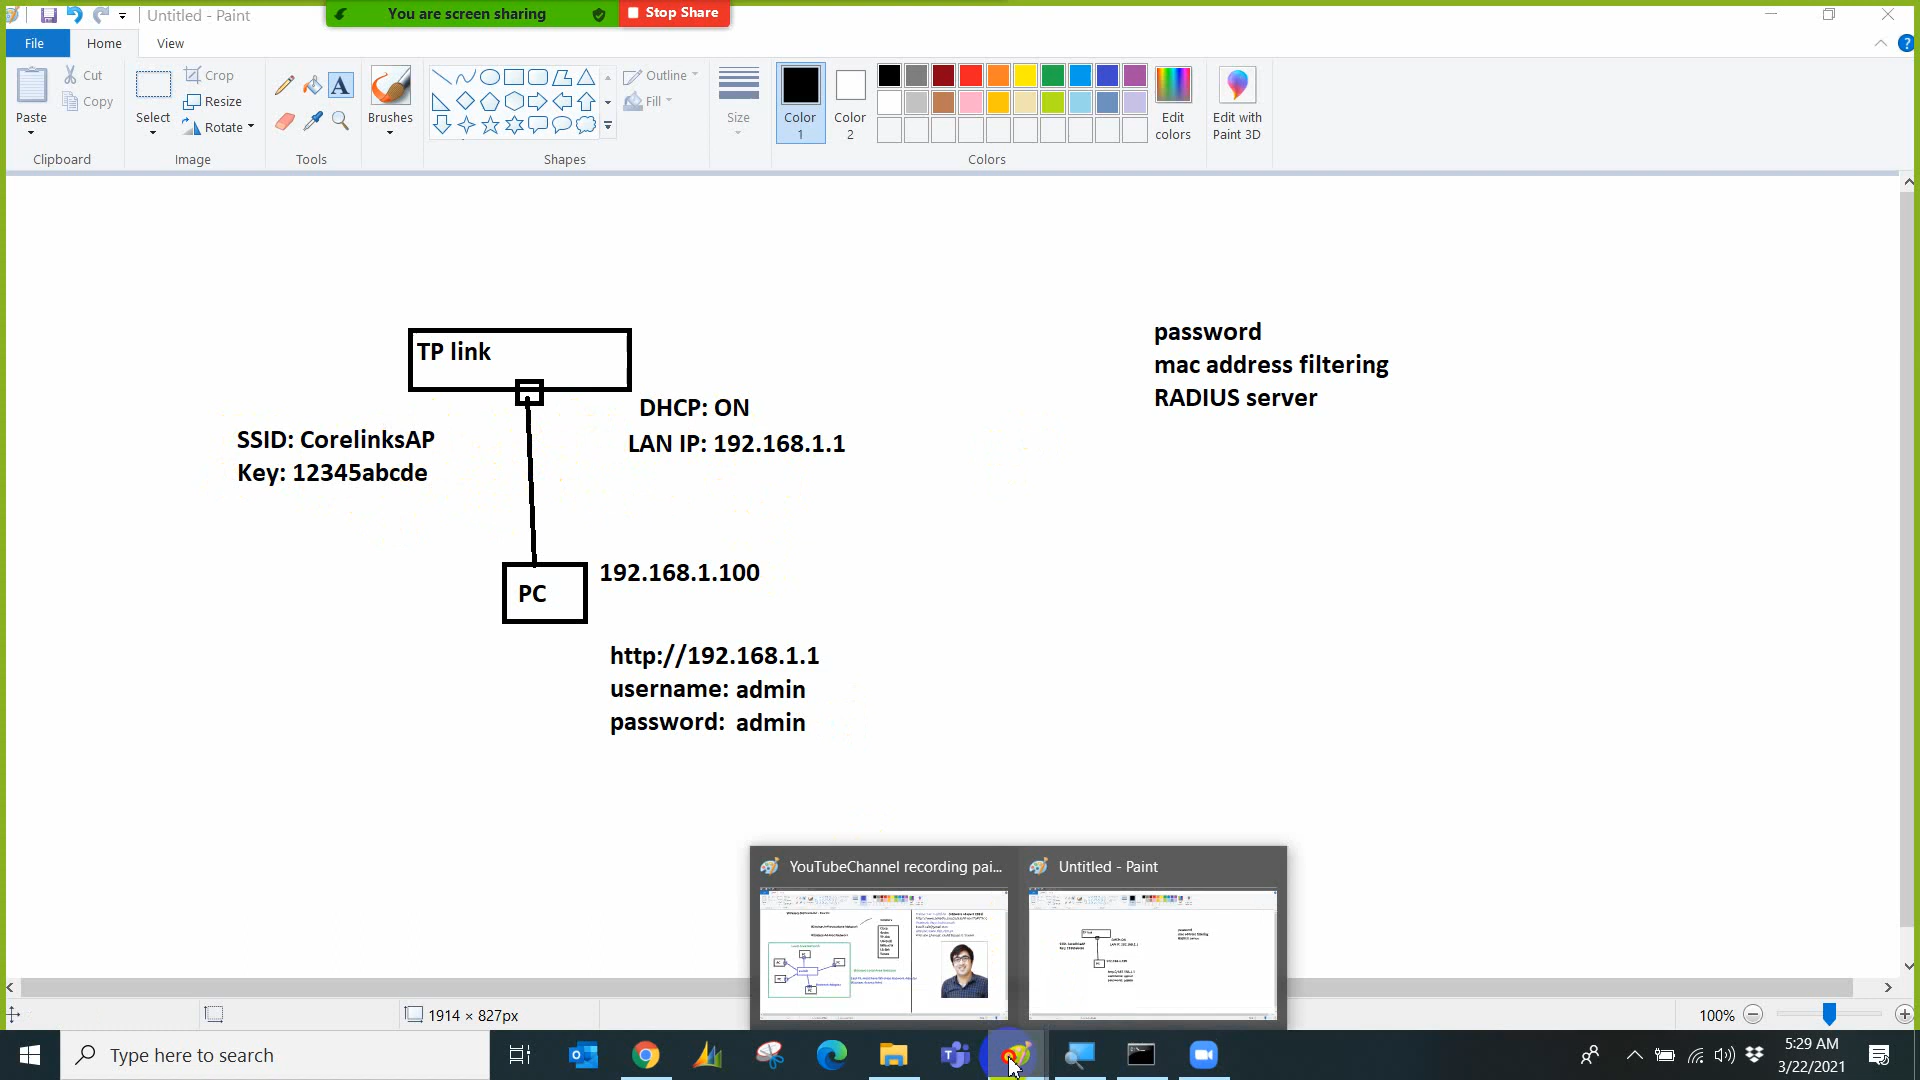 Untitled - Paint
You are screen sharing
Stop Share
File
Home
View
Paste
Cut
Copy
Clipboard
Select
Crop
Resize
Rotate
Image
Tools
Brushes
Shapes
Outline
Fill
Size
Color 1
Color 2
Colors
Edit colors
Edit with Paint 3D
TP link
DHCP: ON
LAN IP: 192.168.1.1
SSID: CorelinksAP
Key: 12345abcde
PC
192.168.1.100
http://192.168.1.1
username: admin
password: admin
password
mac address filtering
RADIUS server
YouTubeChannel recording pai...
Untitled - Paint
1914 × 827px
100%
Type here to search
5:29 AM
3/22/2021